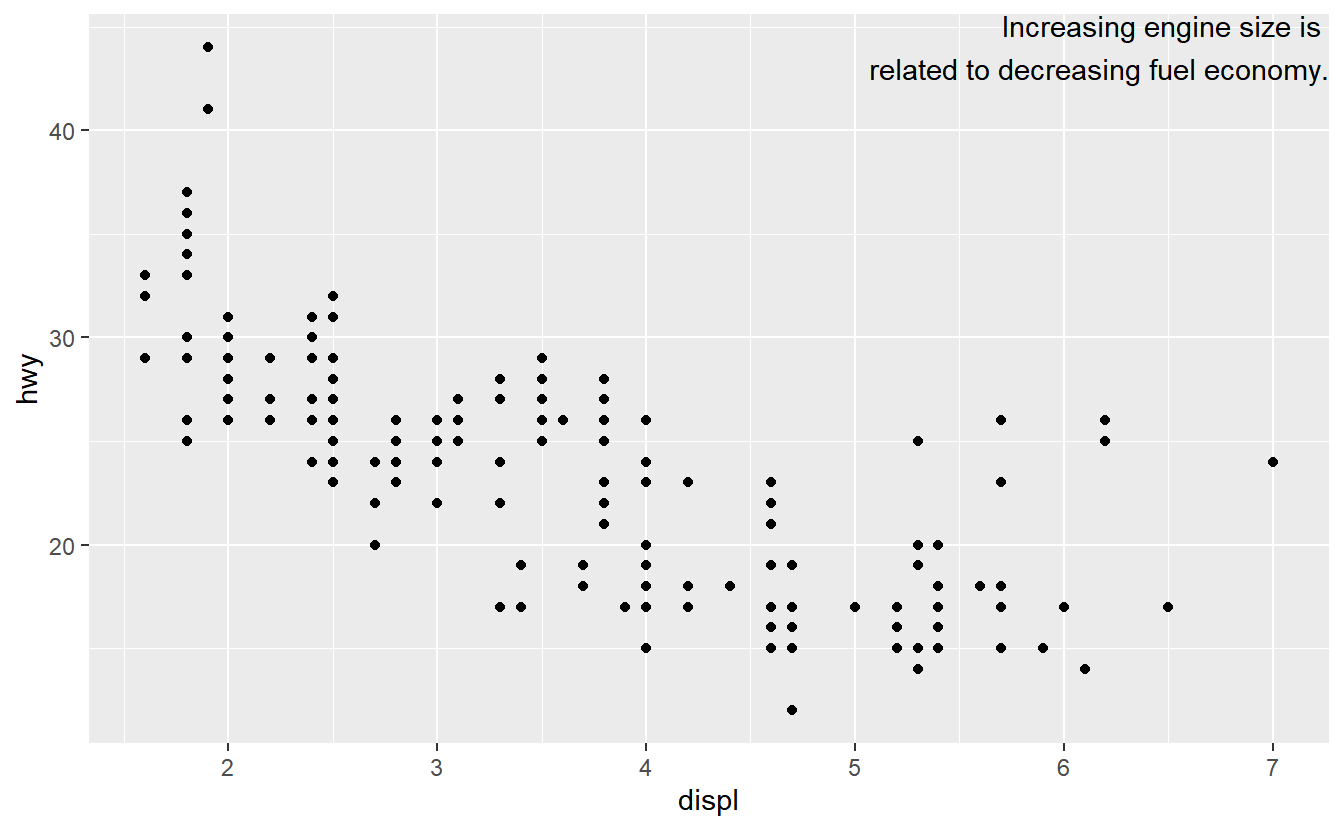 Increasing engine size is
related to decreasing fuel economy.
40
30
20
hwy
2 3 4 5 6 7
displ